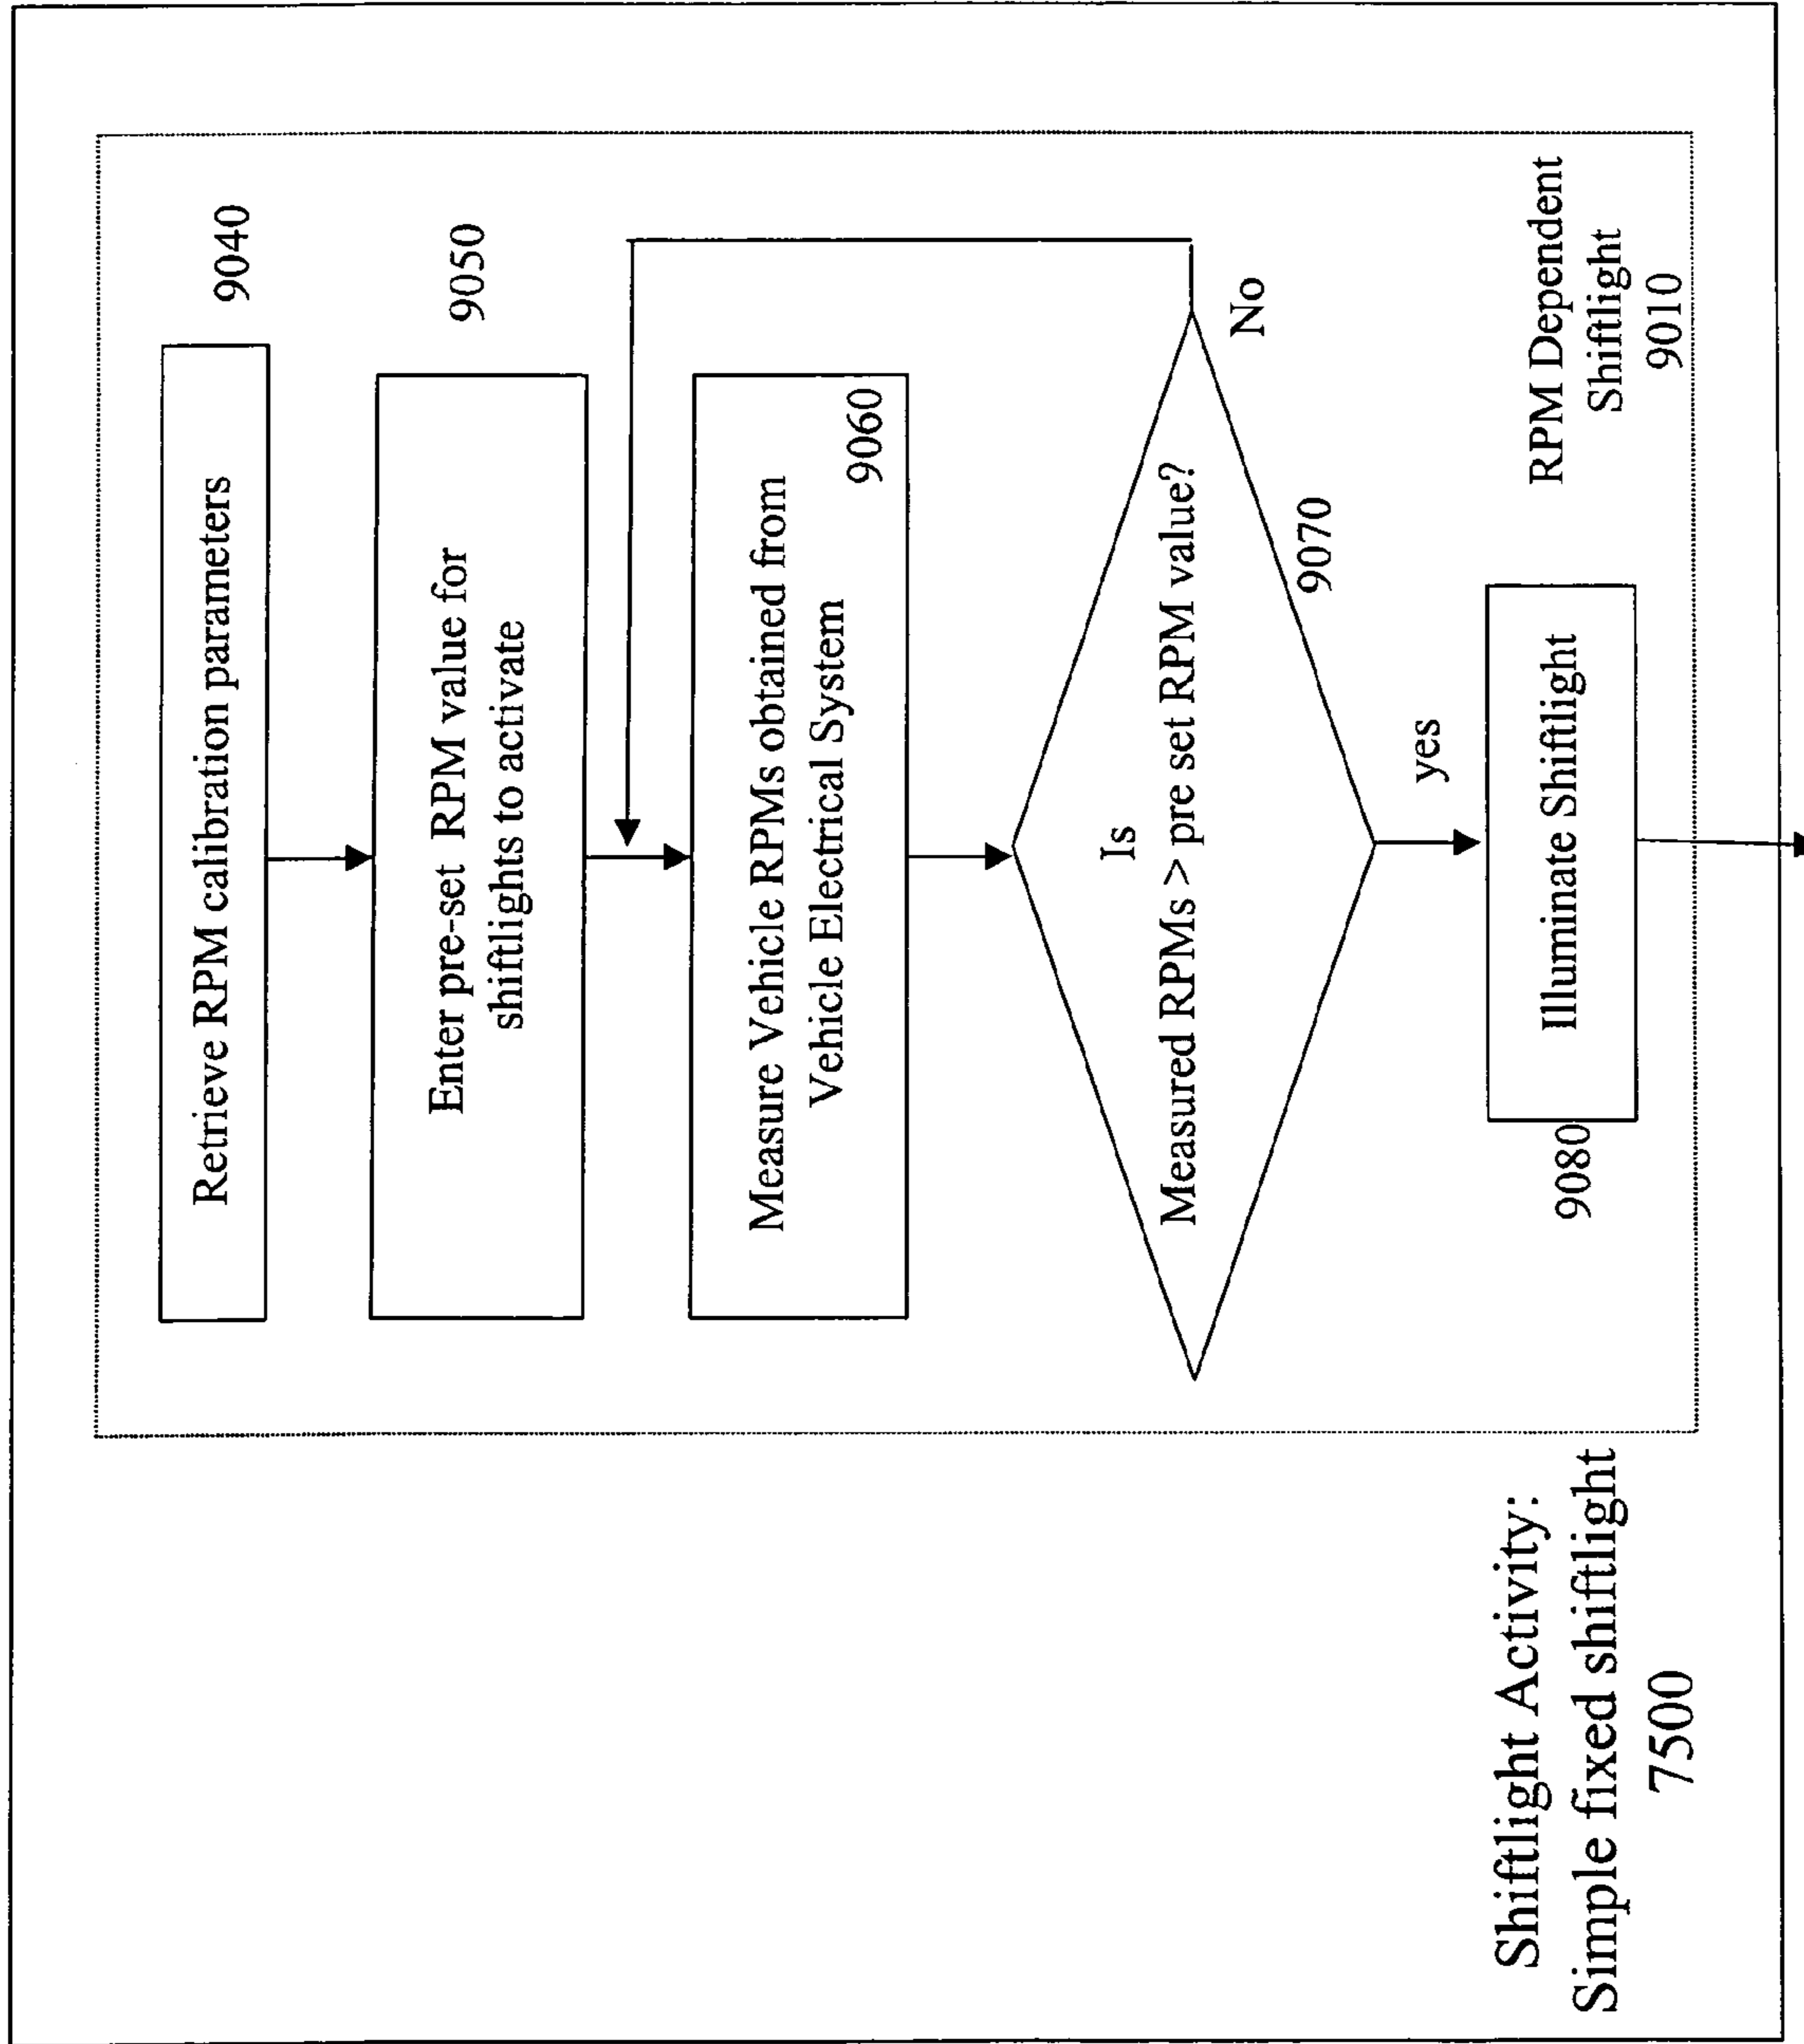 Retrieve RPM calibration parameters
9040
Enter pre-set RPM value for
shiftlights to activate
9050
Measure Vehicle RPMs obtained from
Vehicle Electrical System
9060
Is
Measured RPMs > pre set RPM value?
9070
No
yes
Illuminate Shiftlight
9080
RPM Dependent
Shiftlight
9010
Shiftlight Activity:
Simple fixed shiftlight
7500